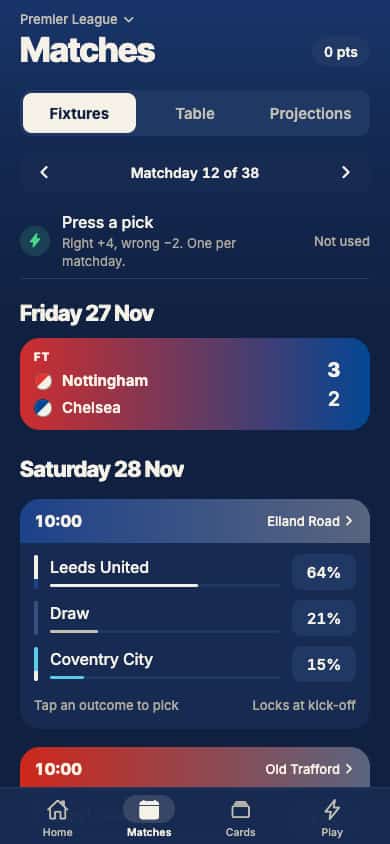 Premier League
Matches
0 pts
Fixtures
Table
Projections
Matchday 12 of 38
Press a pick
Right +4, wrong −2. One per
matchday.
Not used
Friday 27 Nov
FT
Nottingham
3
Chelsea
2
Saturday 28 Nov
10:00
Elland Road
Leeds United
64%
Draw
21%
Coventry City
15%
Tap an outcome to pick
Locks at kick-off
10:00
Old Trafford
Home
Matches
Cards
Play